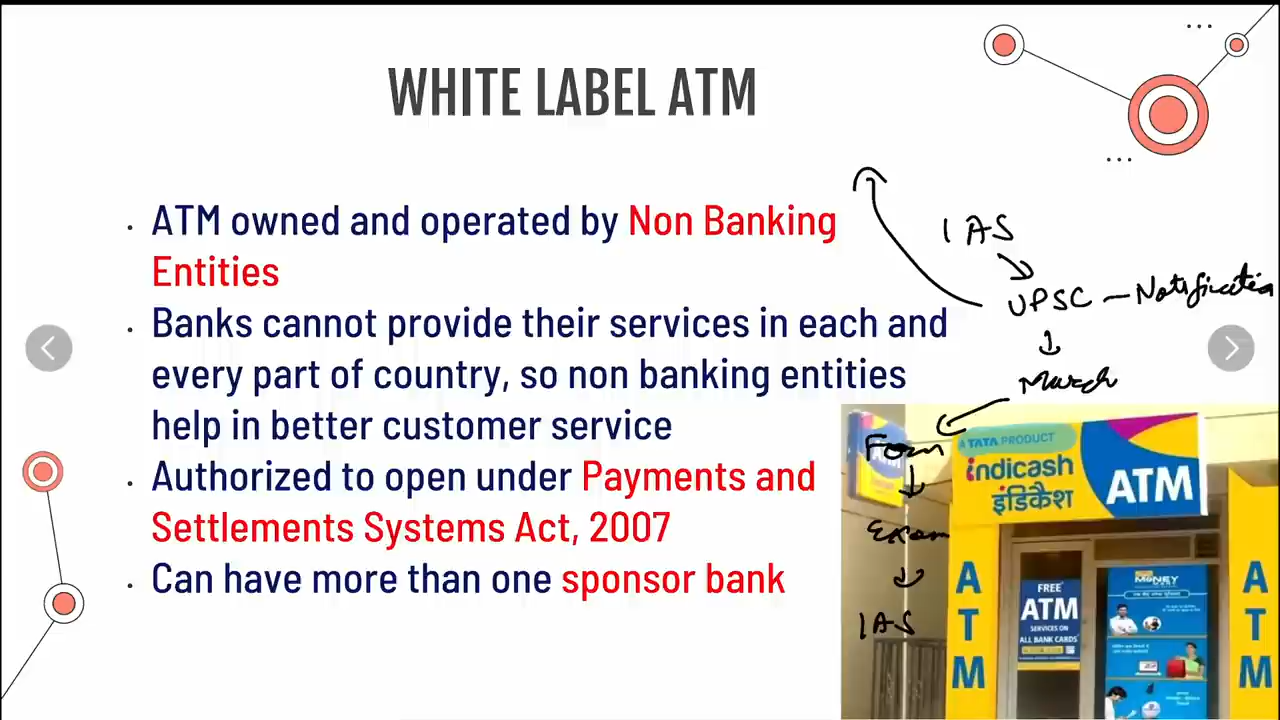 WHITE LABEL ATM
ATM owned and operated by Non Banking
Entities
Banks cannot provide their services in each and
every part of country, so non banking entities
help in better customer service
Authorized to open under Payments and
Settlements Systems Act, 2007
Can have more than one sponsor bank
IAS
UPSC - Notification
March
Form
Exam
IAS
ATM
A TATA PRODUCT
indicash
इंडिकैश
ATM
ATM
FREE
ATM
SERVICES ON
ALL BANK CARDS
MONEY
ATM